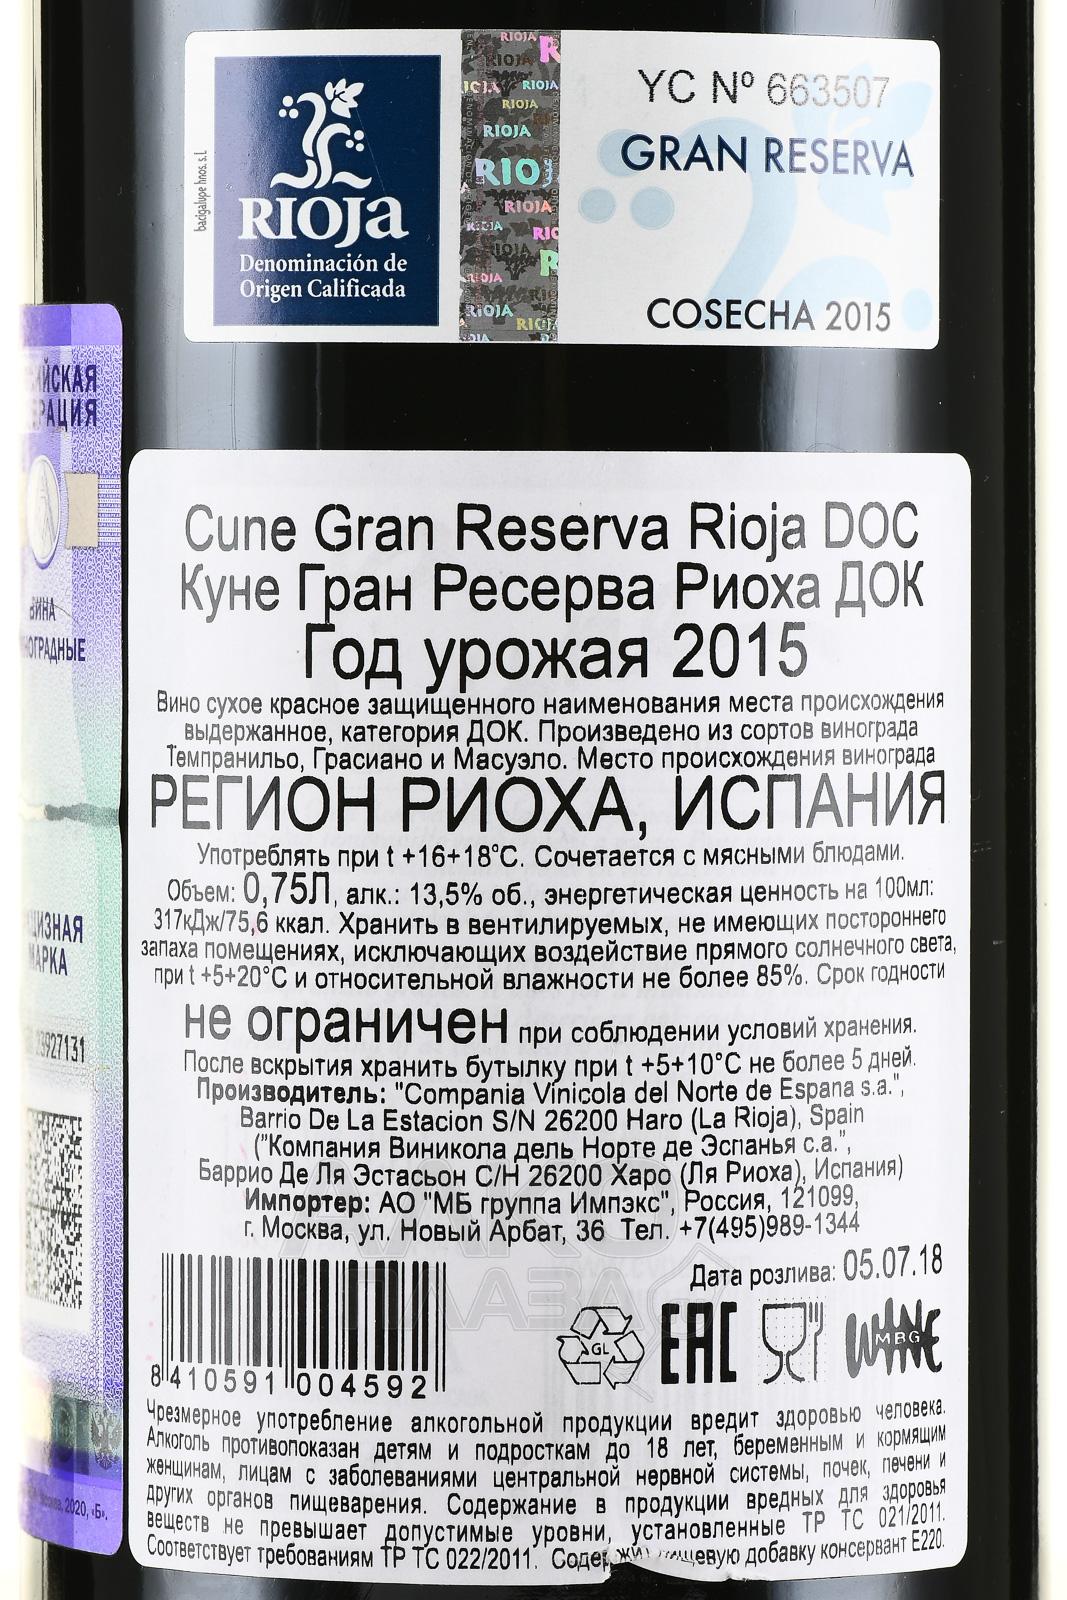 bacigalupe hnos. s.L
RIOJA
Denominación de
Origen Calificada
RIOJA
YC Nº 663507
GRAN RESERVA
COSECHA 2015
ВИНА
МАРКА
Cune Gran Reserva Rioja DOC
Куне Гран Ресерва Риоха ДОК
Год урожая 2015
Вино сухое красное защищенного наименования места происхождения
выдержанное, категория ДОК. Произведено из сортов винограда
Темпранильо, Грасиано и Масуэло. Место происхождения винограда
РЕГИОН РИОХА, ИСПАНИЯ
Употреблять при t +16+18°С. Сочетается с мясными блюдами.
Объем: 0,75Л, алк.: 13,5% об., энергетическая ценность на 100мл:
317кДж/75,6 ккал. Хранить в вентилируемых, не имеющих постороннего
запаха помещениях, исключающих воздействие прямого солнечного света,
при t +5+20°С и относительной влажности не более 85%. Срок годности
не ограничен при соблюдении условий хранения.
После вскрытия хранить бутылку при t +5+10°С не более 5 дней.
Производитель: "Compania Vinicola del Norte de Espana s.a.",
Barrio De La Estacion S/N 26200 Haro (La Rioja), Spain
("Компания Виникола дель Норте де Эспанья с.а.",
Баррио Де Ля Эстасьон С/Н 26200 Харо (Ля Риоха), Испания)
Импортер: АО "МБ группа Импэкс", Россия, 121099,
г. Москва, ул. Новый Арбат, 36 Тел. +7(495)989-1344
Дата розлива: 05.07.18
GL
EAC
WINE
MBG
8 410591 004592
Чрезмерное употребление алкогольной продукции вредит здоровью человека.
Алкоголь противопоказан детям и подросткам до 18 лет, беременным и кормящим
женщинам, лицам с заболеваниями центральной нервной системы, почек, печени и
других органов пищеварения. Содержание в продукции вредных для здоровья
веществ не превышает допустимые уровни, установленные ТР ТС 021/2011.
Соответствует требованиям ТР ТС 022/2011. добавку консервант Е220.